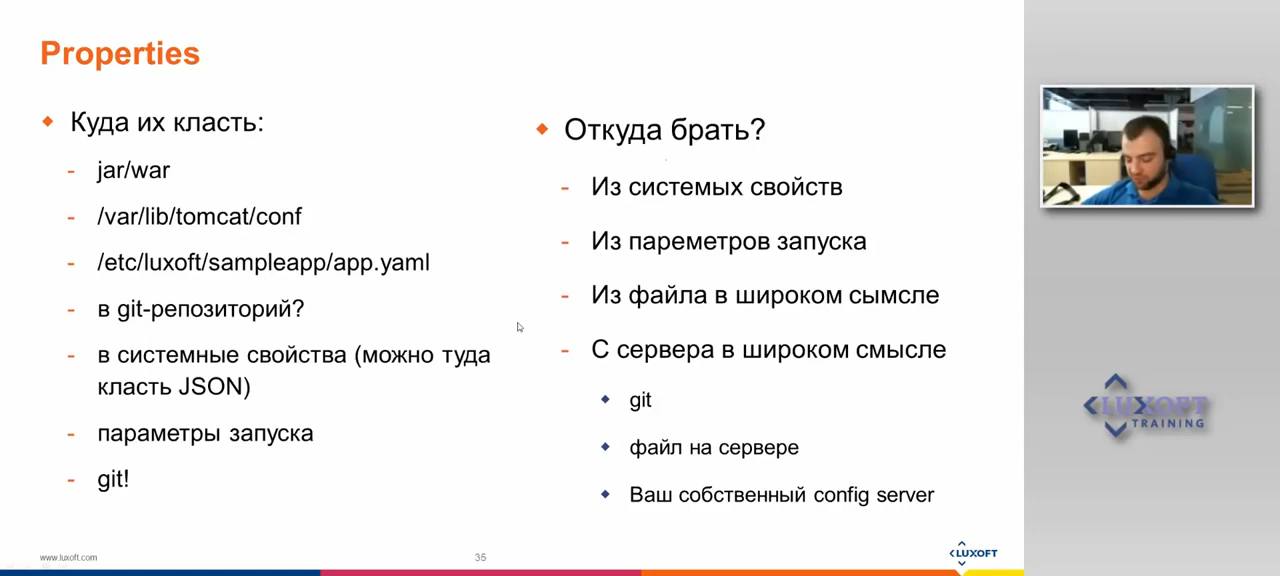 Properties
Куда их класть:
- jar/war
- /var/lib/tomcat/conf
- /etc/luxoft/sampleapp/app.yaml
- в git-репозиторий?
- в системные свойства (можно туда
класть JSON)
- параметры запуска
- git!
Откуда брать?
- Из системых свойств
- Из пареметров запуска
- Из файла в широком сымсле
- С сервера в широком смысле
git
файл на сервере
Ваш собственный config server
www.luxoft.com
35
LUXOFT
LUXOFT
TRAINING